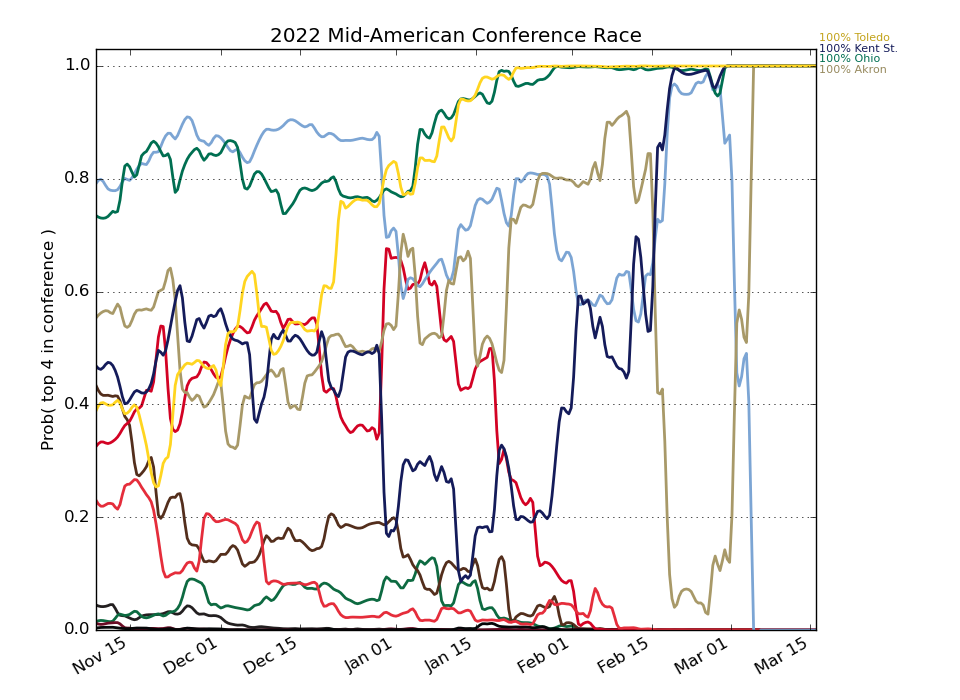 2022 Mid-American Conference Race
100% Toledo
100% Kent St.
100% Ohio
100% Akron
Prob( top 4 in conference )
1.0
0.8
0.6
0.4
0.2
0.0
Nov 15
Dec 01
Dec 15
Jan 01
Jan 15
Feb 01
Feb 15
Mar 01
Mar 15